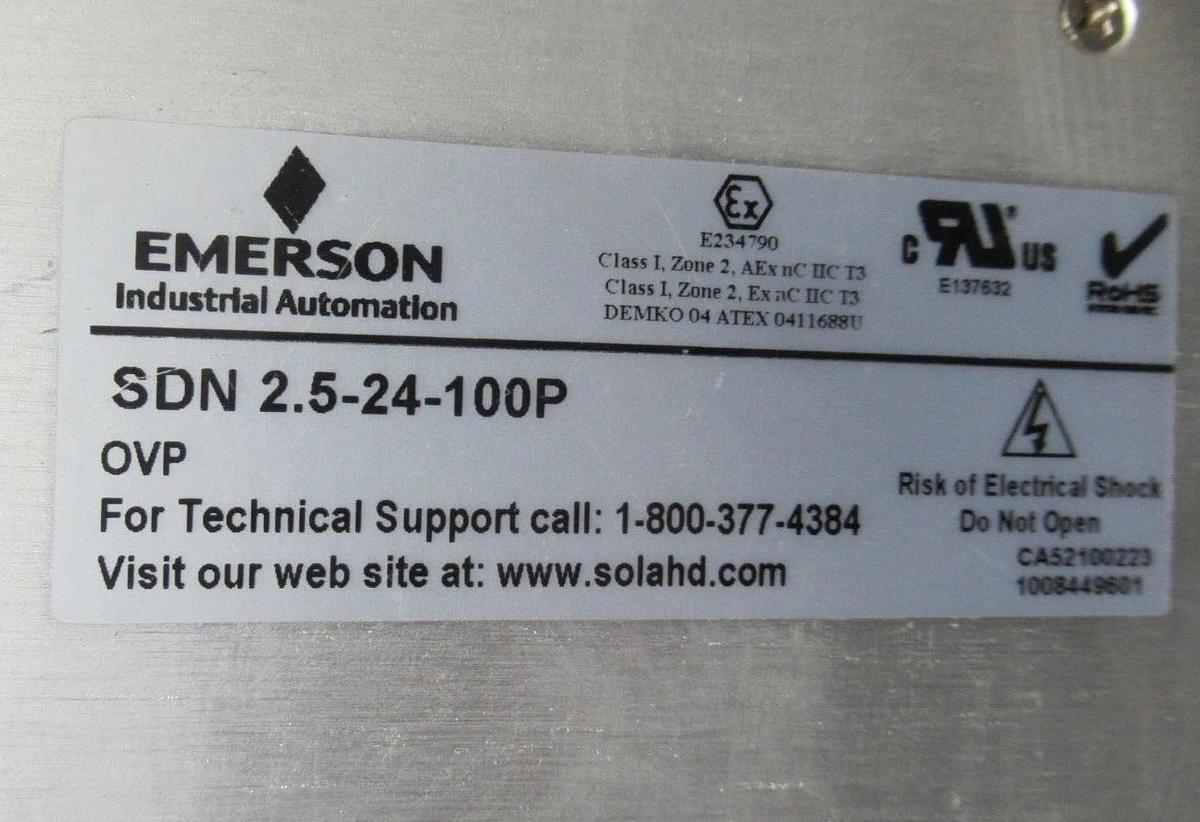 EMERSON
Industrial Automation
Ex
E234790
Class I, Zone 2, AEx nC IIC T3
Class I, Zone 2, Ex nC IIC T3
DEMKO 04 ATEX 0411688U
C RU US
E137632
RoHS
SDN 2.5-24-100P
OVP
For Technical Support call: 1-800-377-4384
Visit our web site at: www.solahd.com
Risk of Electrical Shock
Do Not Open
CA52100223
1008449601